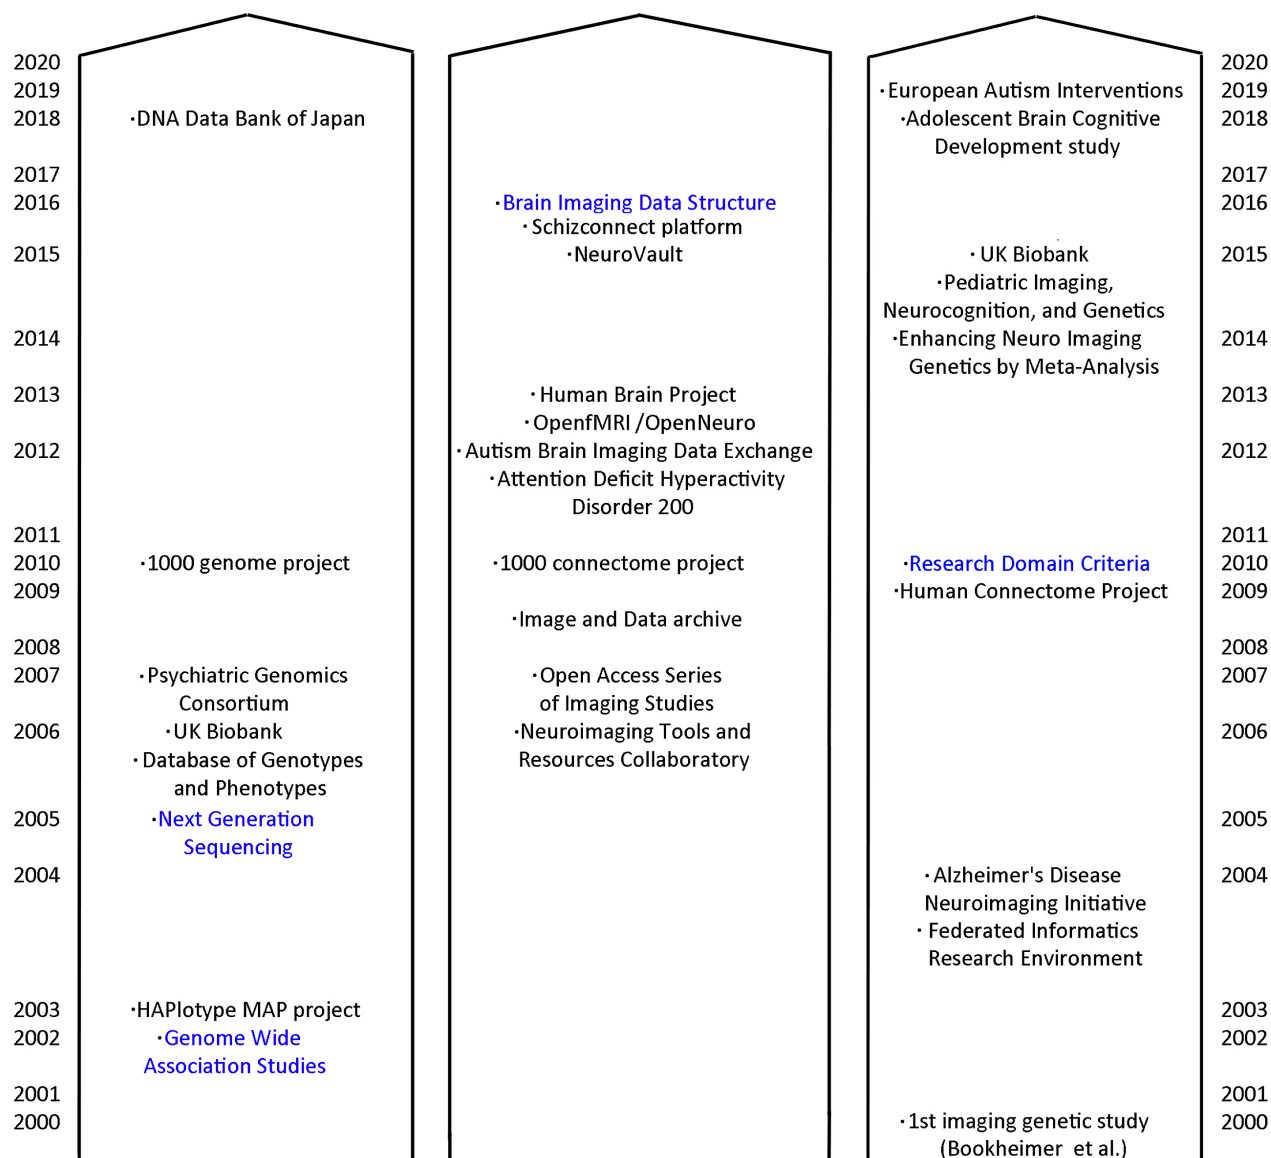 2020 2020
2019 ·European Autism Interventions 2019
2018 ·DNA Data Bank of Japan ·Adolescent Brain Cognitive 2018
Development study
2017 2017
2016 ·Brain Imaging Data Structure 2016
·Schizconnect platform
2015 ·NeuroVault ·UK Biobank 2015
·Pediatric Imaging,
Neurocognition, and Genetics
2014 ·Enhancing Neuro Imaging 2014
Genetics by Meta-Analysis
2013 ·Human Brain Project 2013
·OpenfMRI /OpenNeuro
2012 ·Autism Brain Imaging Data Exchange 2012
·Attention Deficit Hyperactivity
Disorder 200
2011 2011
2010 ·1000 genome project ·1000 connectome project ·Research Domain Criteria 2010
2009 ·Human Connectome Project 2009
·Image and Data archive
2008 2008
2007 ·Psychiatric Genomics ·Open Access Series 2007
Consortium of Imaging Studies
2006 ·UK Biobank ·Neuroimaging Tools and 2006
·Database of Genotypes Resources Collaboratory
and Phenotypes
2005 ·Next Generation 2005
Sequencing
2004 ·Alzheimer's Disease 2004
Neuroimaging Initiative
·Federated Informatics
Research Environment
2003 ·HAPlotype MAP project 2003
2002 ·Genome Wide 2002
Association Studies
2001 2001
2000 ·1st imaging genetic study 2000
(Bookheimer et al.)